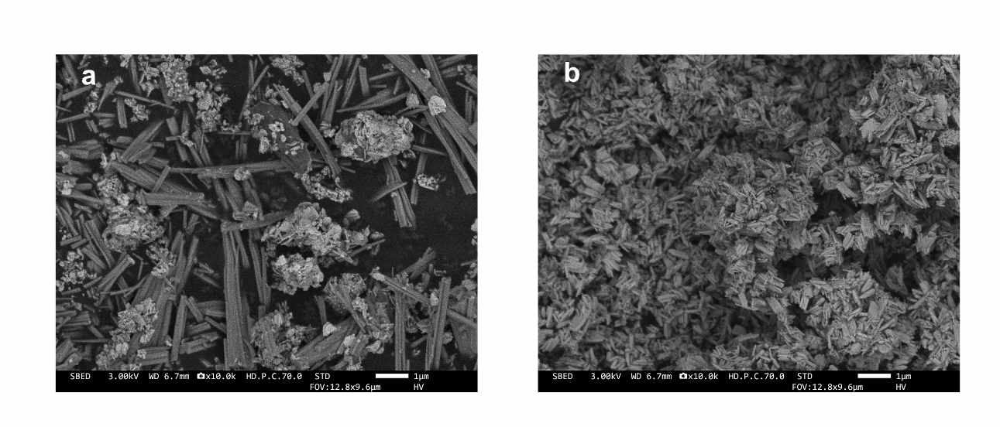 a
SBED 3.00kV WD 6.7mm x10.0k HD.P.C.70.0 STD 1µm
FOV:12.8x9.6µm HV
b
SBED 3.00kV WD 6.7mm x10.0k HD.P.C.70.0 STD 1µm
FOV:12.8x9.6µm HV